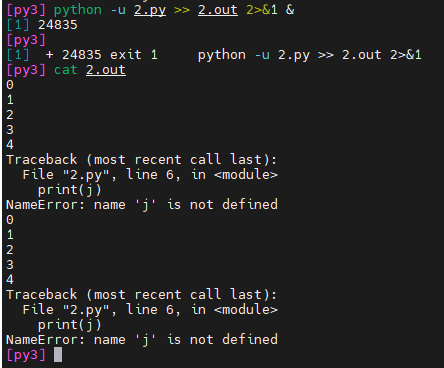 [py3] python -u 2.py >> 2.out 2>&1 &
[1] 24835
[py3]
[1]  + 24835 exit 1     python -u 2.py >> 2.out 2>&1
[py3] cat 2.out
0
1
2
3
4
Traceback (most recent call last):
  File "2.py", line 6, in <module>
    print(j)
NameError: name 'j' is not defined
0
1
2
3
4
Traceback (most recent call last):
  File "2.py", line 6, in <module>
    print(j)
NameError: name 'j' is not defined
[py3]